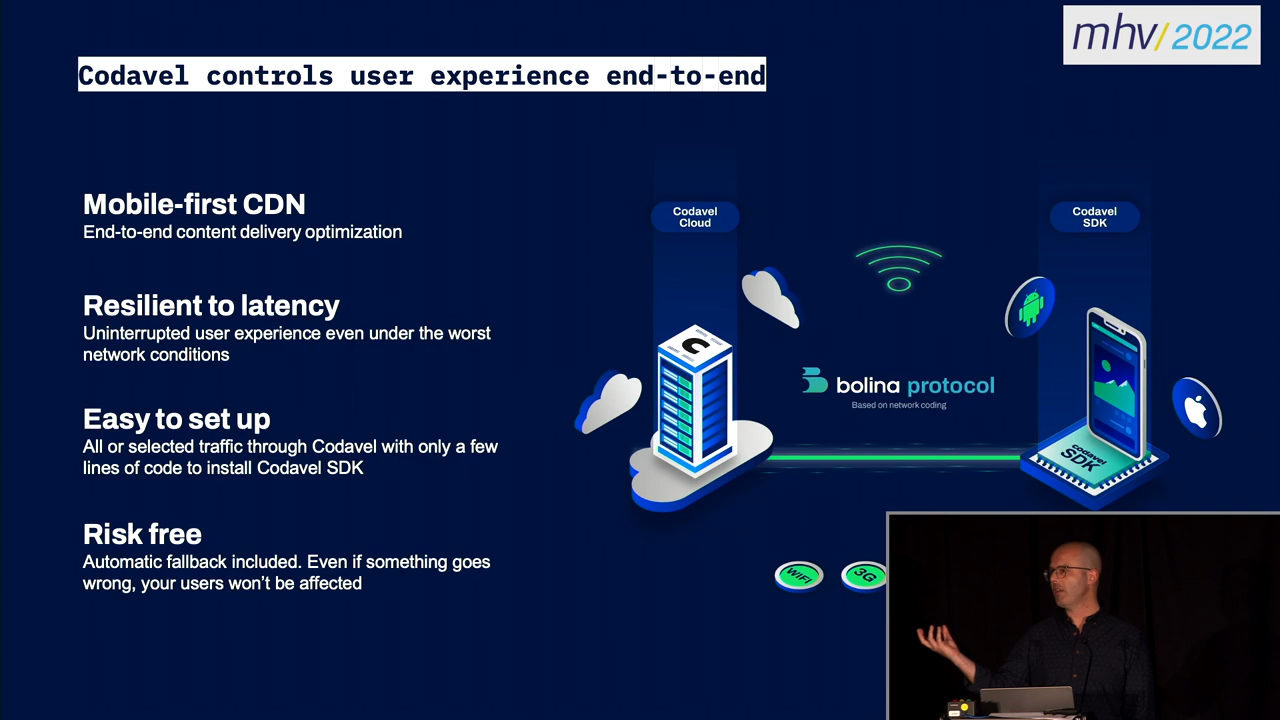 mhv/2022
Codavel controls user experience end-to-end
Mobile-first CDN
End-to-end content delivery optimization
Resilient to latency
Uninterrupted user experience even under the worst
network conditions
Easy to set up
All or selected traffic through Codavel with only a few
lines of code to install Codavel SDK
Risk free
Automatic fallback included. Even if something goes
wrong, your users won't be affected
Codavel
Cloud
Codavel
SDK
C
bolina protocol
Based on network coding
codavel
SDK
WIFI
3G